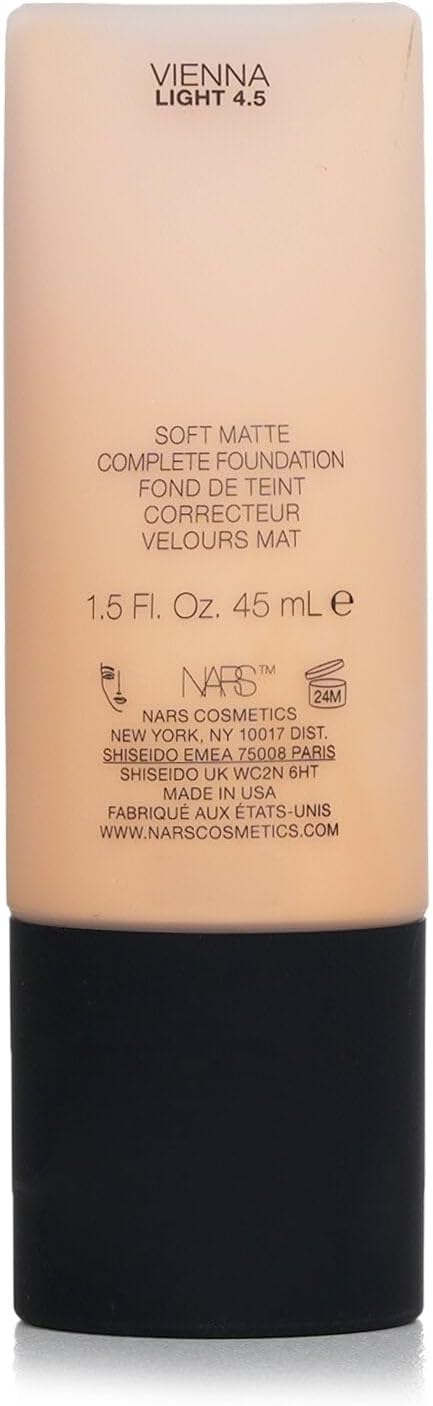 VIENNA
LIGHT 4.5
SOFT MATTE
COMPLETE FOUNDATION
FOND DE TEINT
CORRECTEUR
VELOURS MAT
1.5 Fl. Oz. 45 mL e
NARS™
24M
NARS COSMETICS
NEW YORK, NY 10017 DIST.
SHISEIDO EMEA 75008 PARIS
SHISEIDO UK WC2N 6HT
MADE IN USA
FABRIQUÉ AUX ÉTATS-UNIS
WWW.NARSCOSMETICS.COM